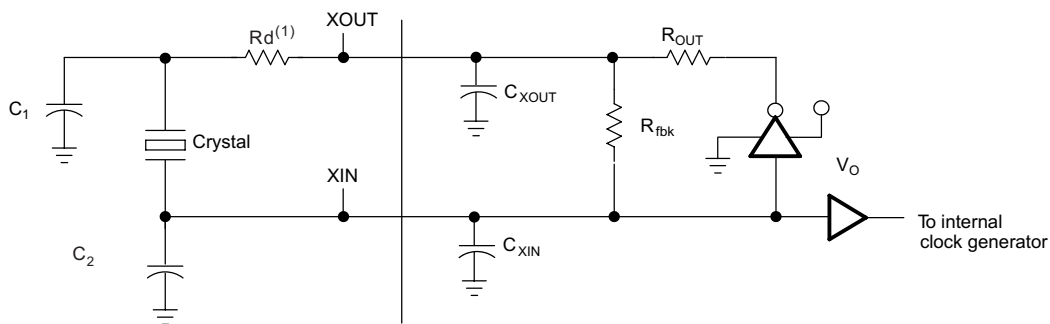 XOUT
Rd(1)
ROUT
C1
CXOUT
Rfbk
Crystal
XIN
VO
C2
CXIN
To internal
clock generator